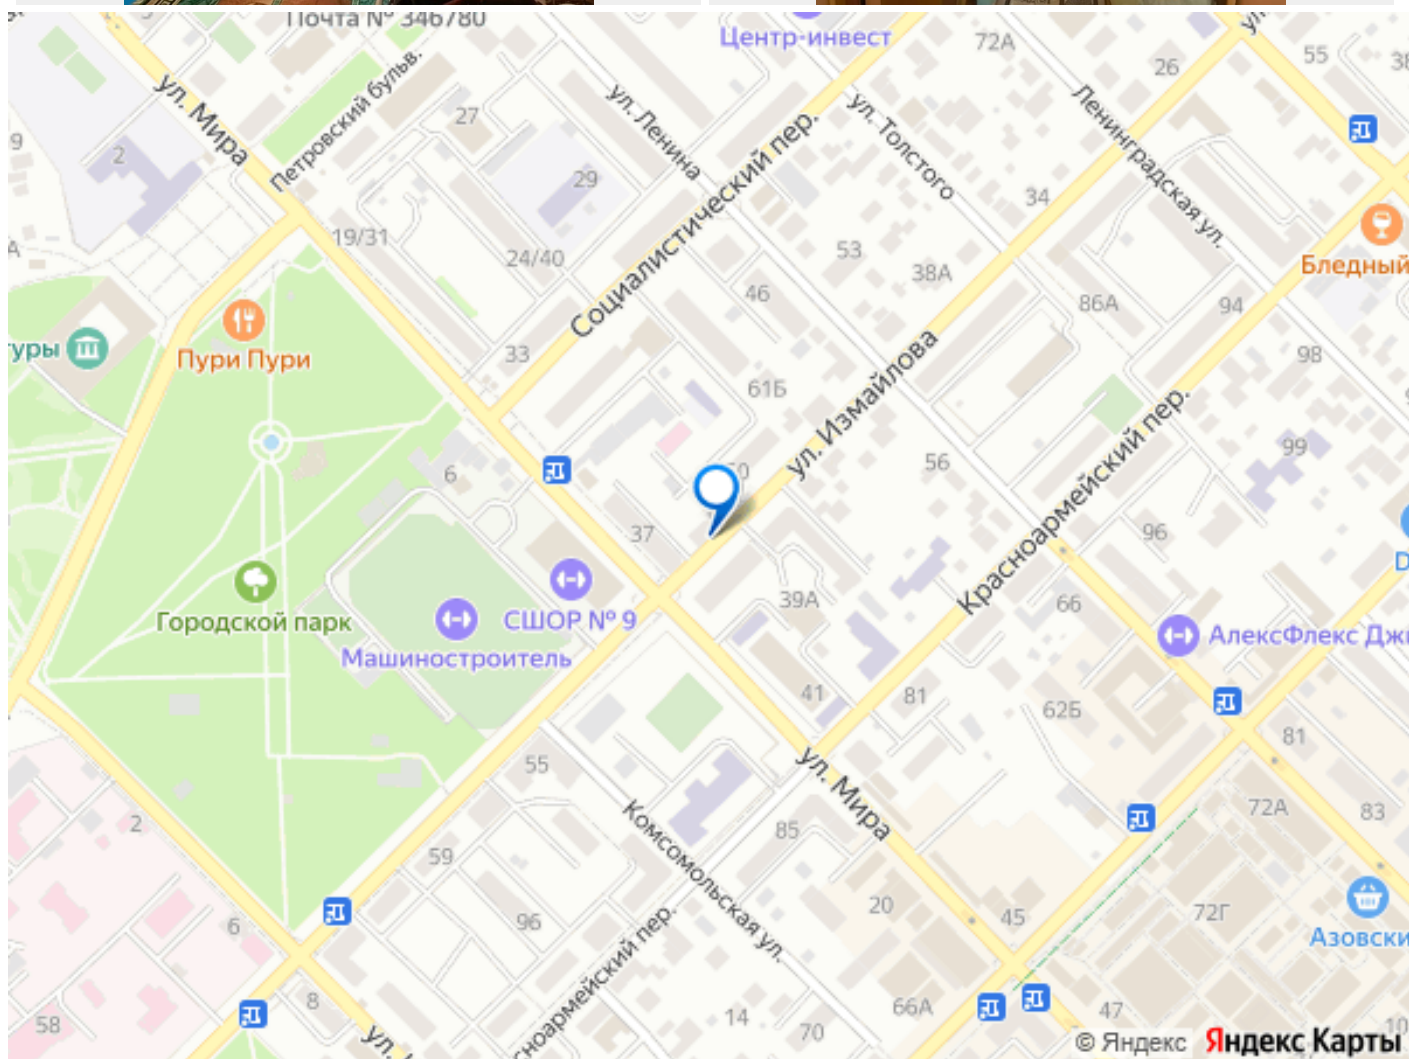 Почта № 346780
Центр-инвест
72А
55
26
ул. Мира
Петровский бульв.
27
ул. Ленина
ул. Толстого
Ленинградская ул.
9
2
29
34
19/31
24/40
Социалистический пер.
53
38А
46
86А
94
Бледный
Пури Пури
33
61Б
ул. Измайлова
98
6
56
99
37
Красноармейский пер.
96
Городской парк
СШОР № 9
39А
66
Машиностроитель
АлексФлекс
41
81
62Б
81
55
ул. Мира
2
Комсомольская ул.
85
72А
83
59
6
96
20
45
72Г
Азовски
8
58
14
70
66А
47
© Яндекс
Яндекс Карты